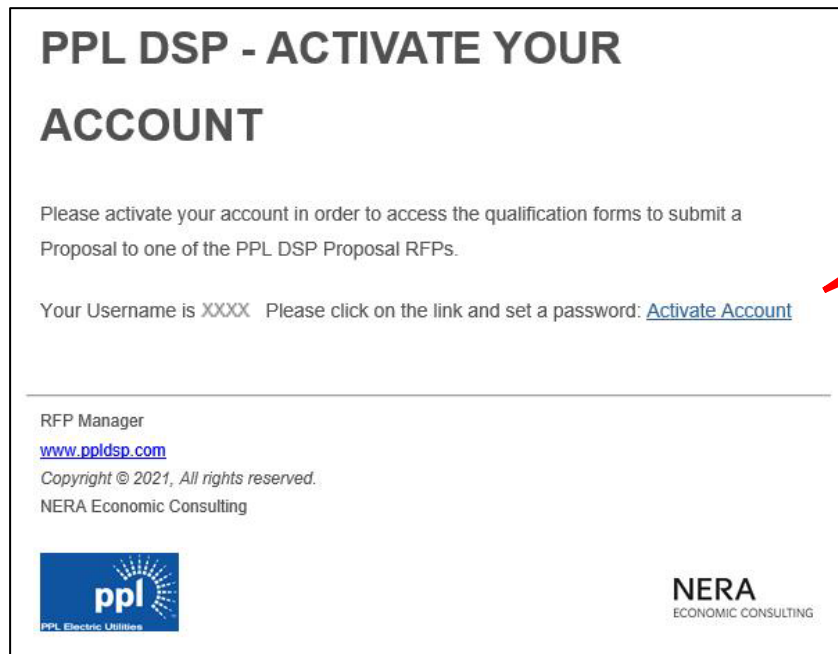 PPL DSP - ACTIVATE YOUR
ACCOUNT
Please activate your account in order to access the qualification forms to submit a
Proposal to one of the PPL DSP Proposal RFPs.
Your Username is XXXX Please click on the link and set a password: Activate Account
RFP Manager
www.ppldsp.com
Copyright © 2021, All rights reserved.
NERA Economic Consulting
ppl
PPL Electric Utilities
NERA
ECONOMIC CONSULTING